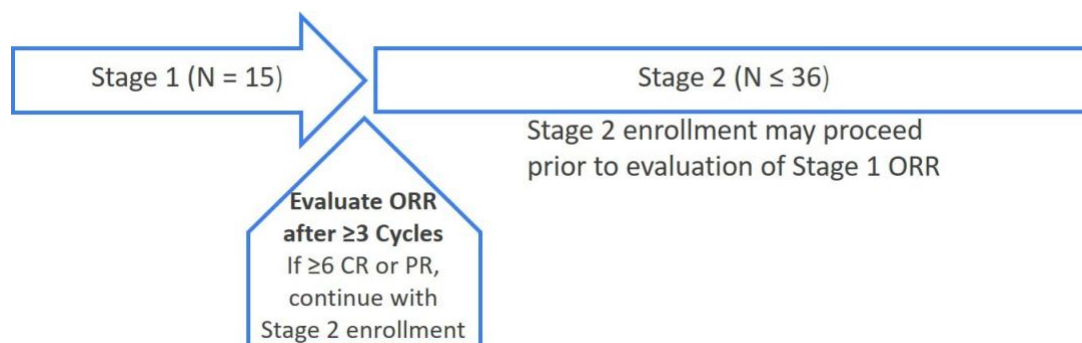 Stage 1 (N = 15)
Stage 2 (N ≤ 36)
Stage 2 enrollment may proceed
prior to evaluation of Stage 1 ORR
Evaluate ORR
after ≥3 Cycles
If ≥6 CR or PR,
continue with
Stage 2 enrollment